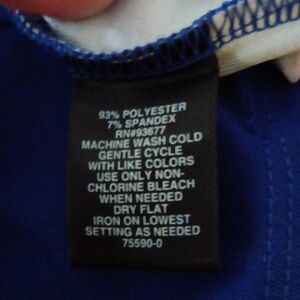 93% POLYESTER
7% SPANDEX
RN#93677
MACHINE WASH COLD
GENTLE CYCLE
WITH LIKE COLORS
USE ONLY NON-
CHLORINE BLEACH
WHEN NEEDED
DRY FLAT
IRON ON LOWEST
SETTING AS NEEDED
75590-0